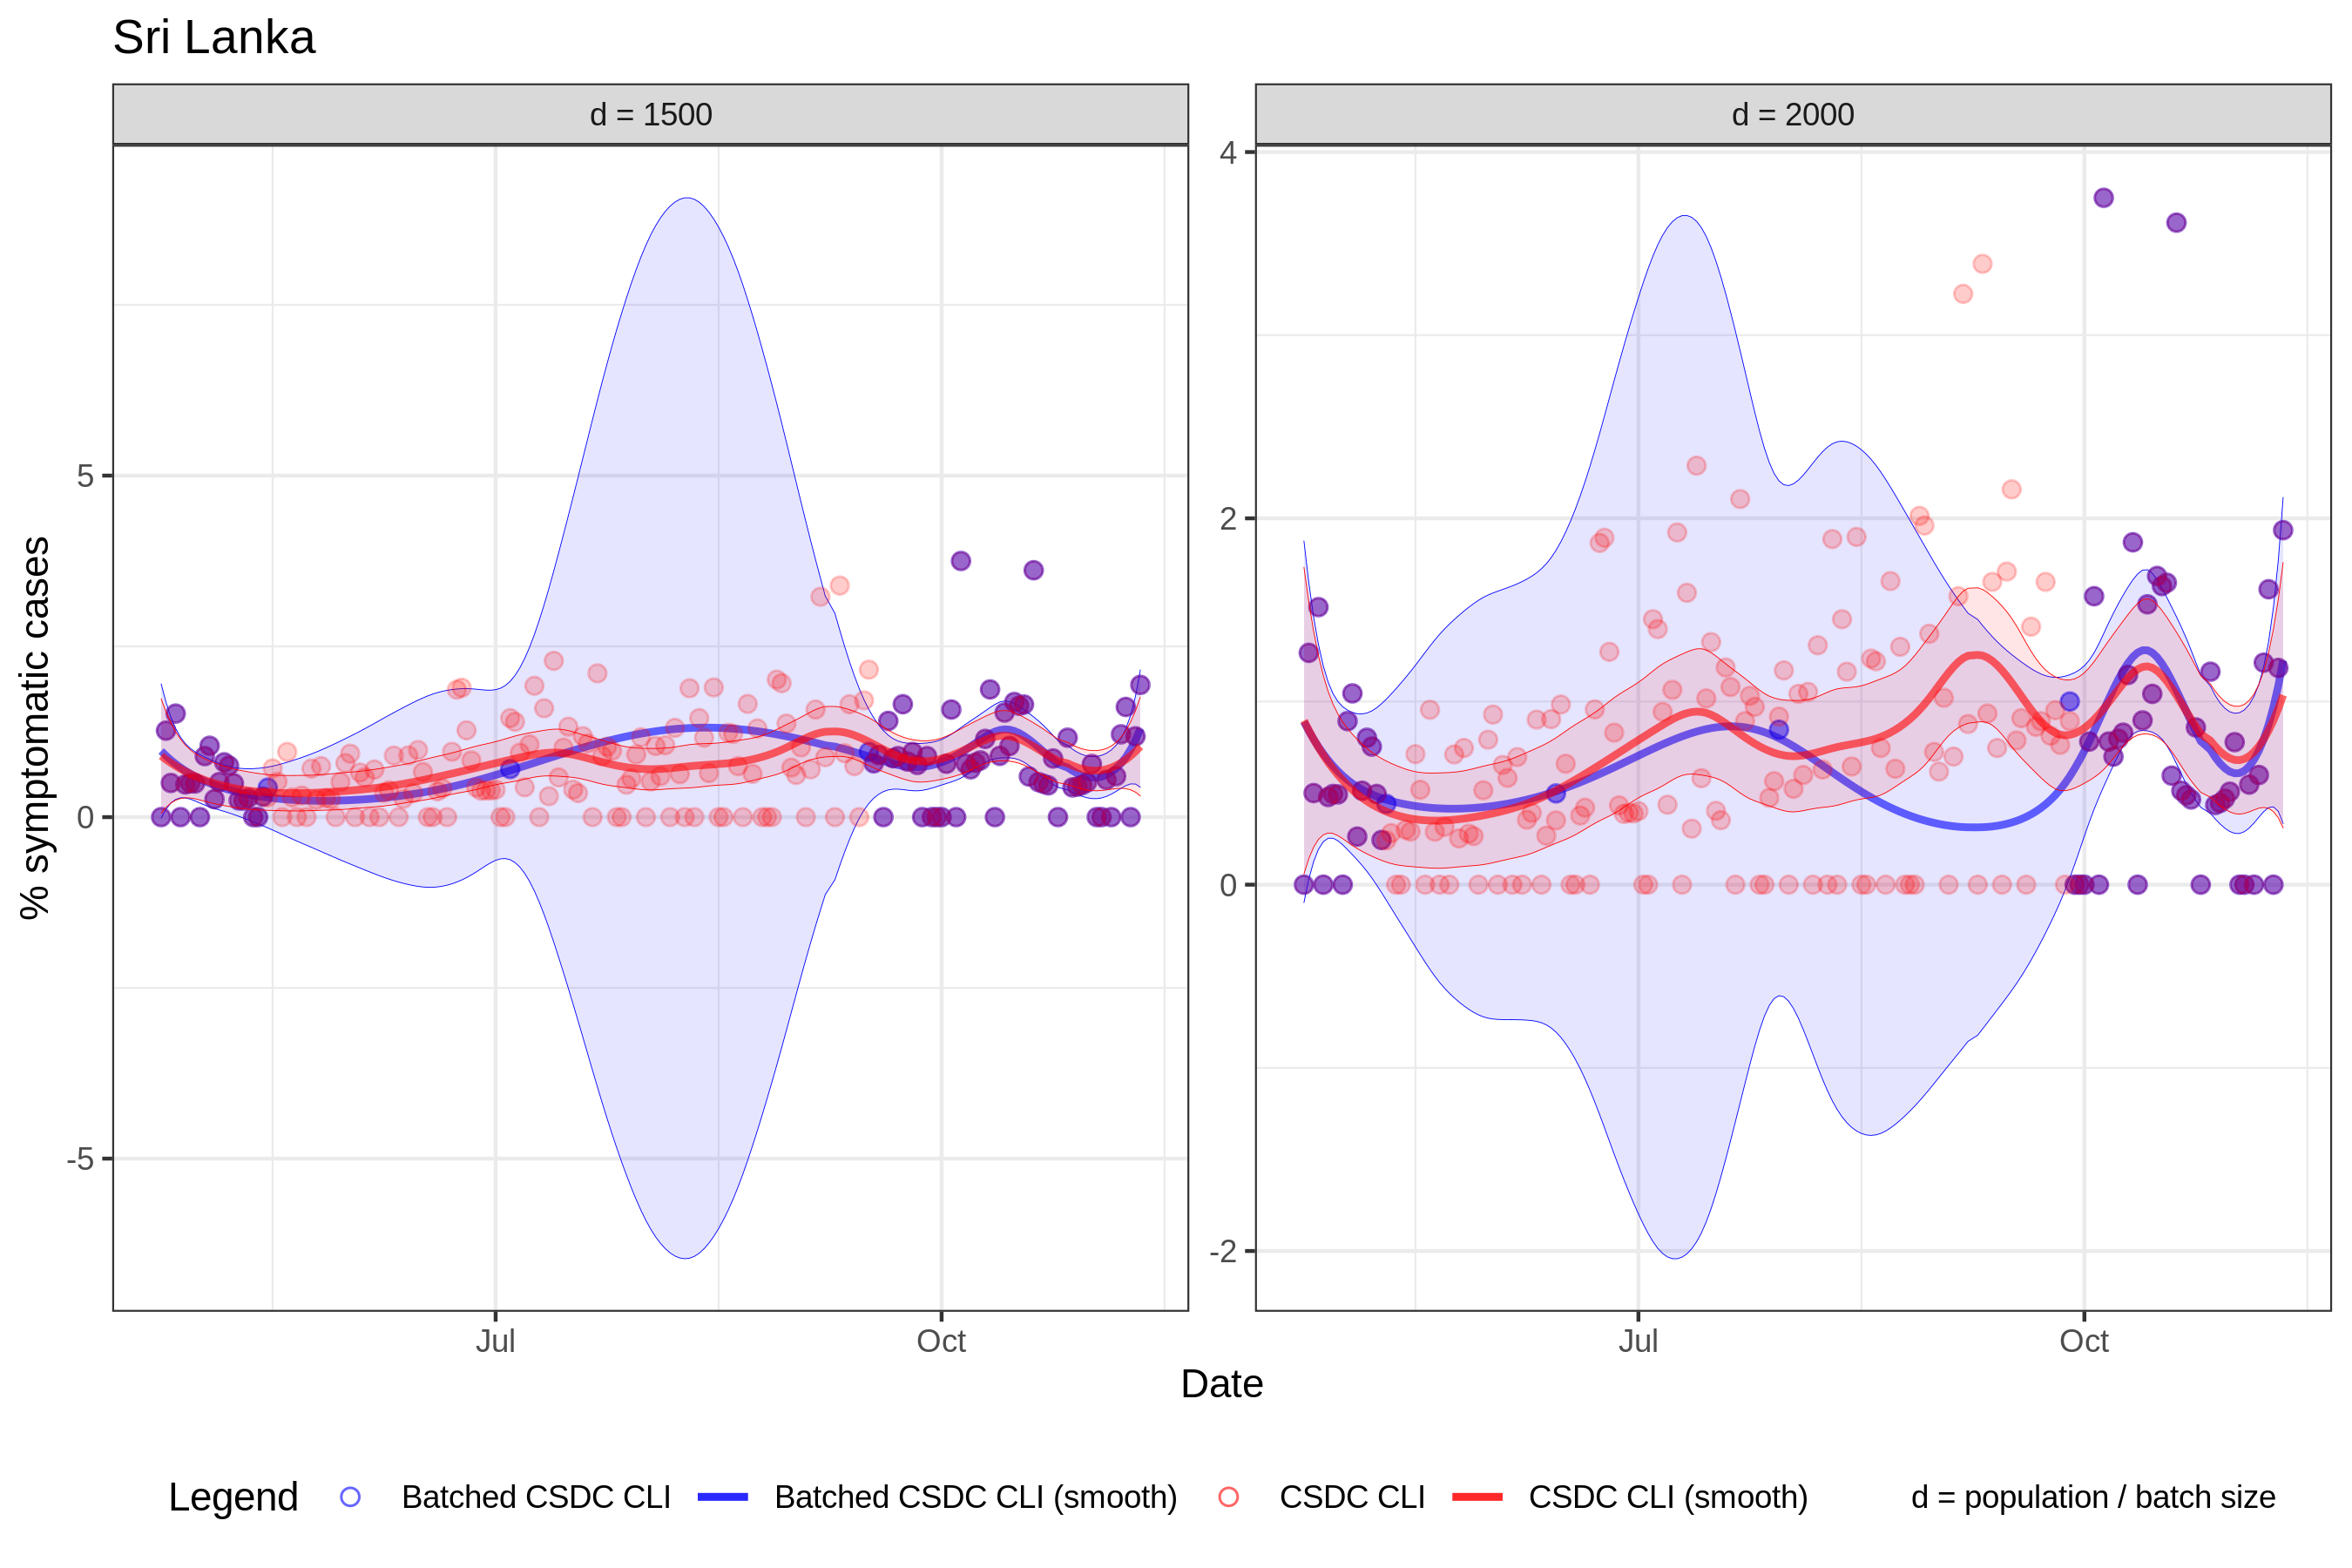 Sri Lanka
d = 1500
d = 2000
% symptomatic cases
5
0
-5
4
2
0
-2
Jul
Oct
Jul
Oct
Date
Legend
Batched CSDC CLI
Batched CSDC CLI (smooth)
CSDC CLI
CSDC CLI (smooth)
d = population / batch size